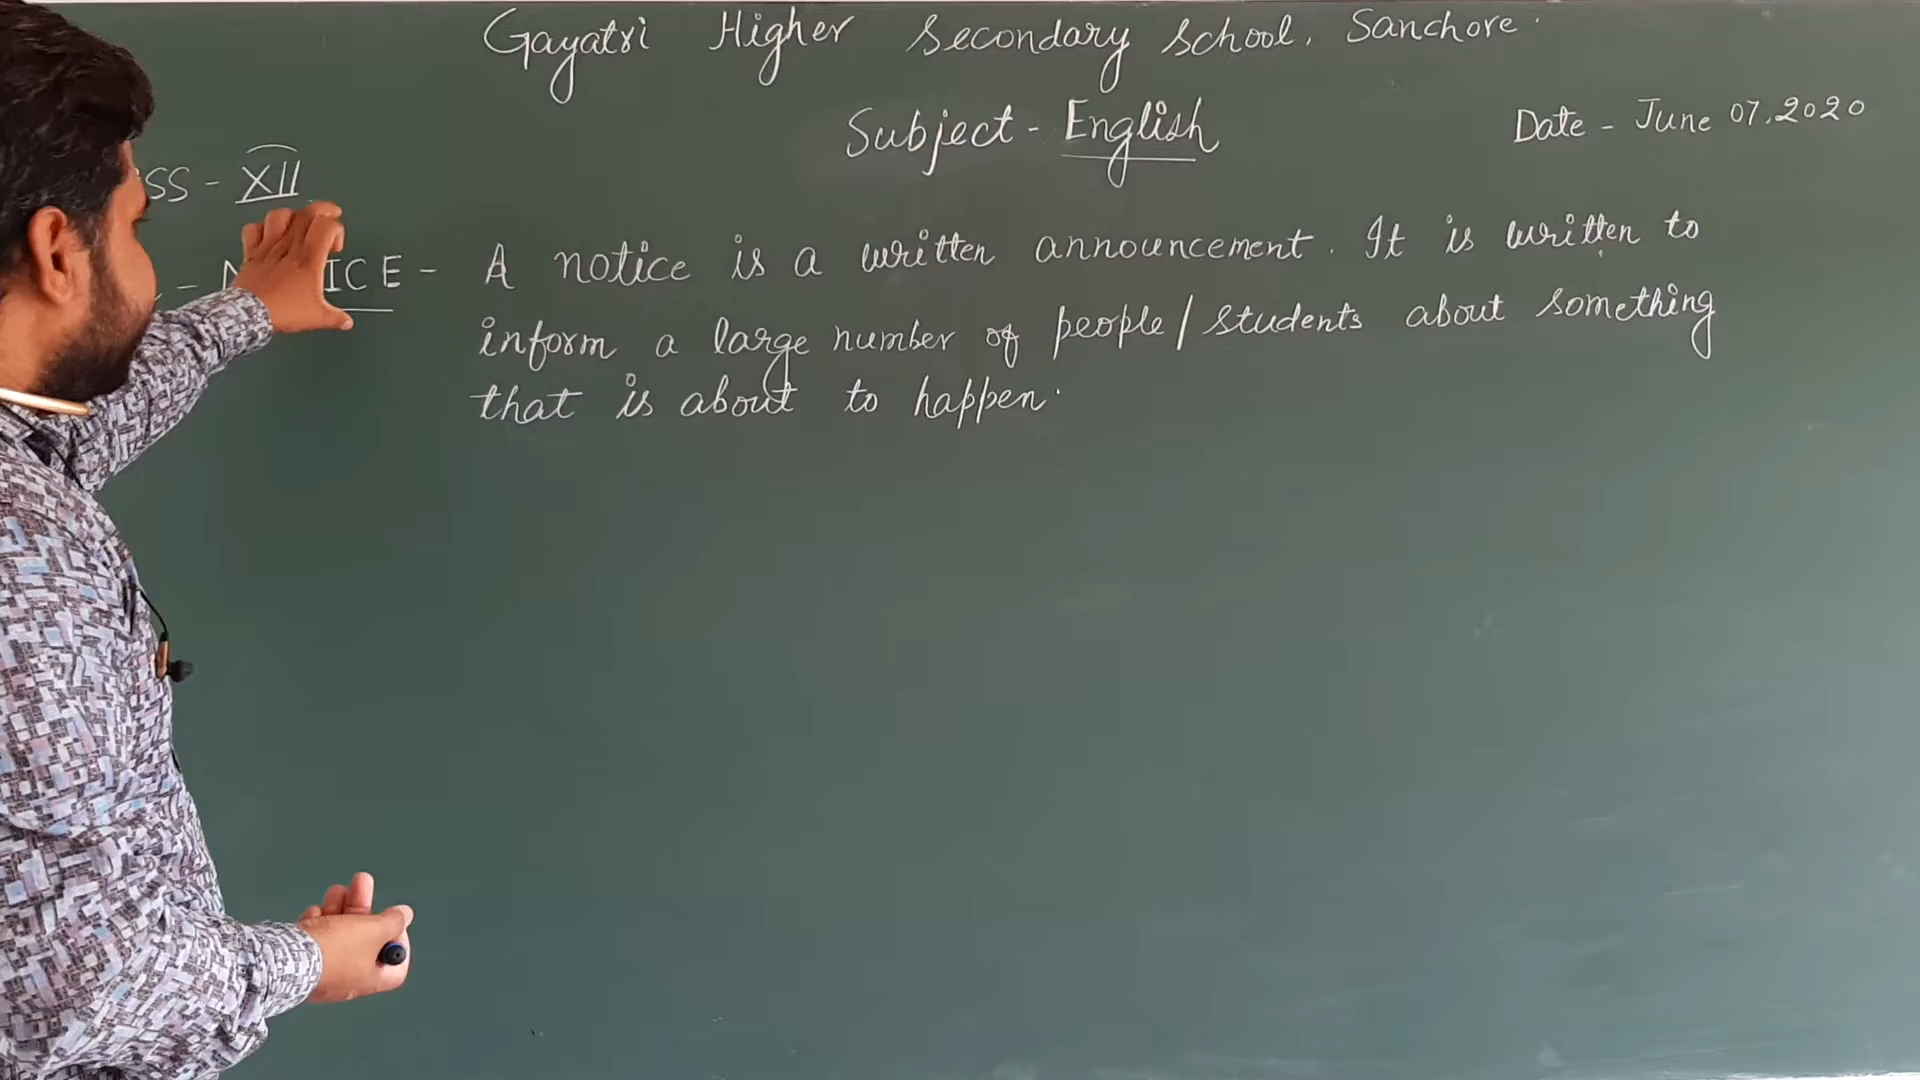 Gayatri Higher Secondary School, Sanchore.
Subject - English
Date - June 07, 2020
SS - XII
ICE - A notice is a written announcement. It is written to
inform a large number of people/students about something
that is about to happen.